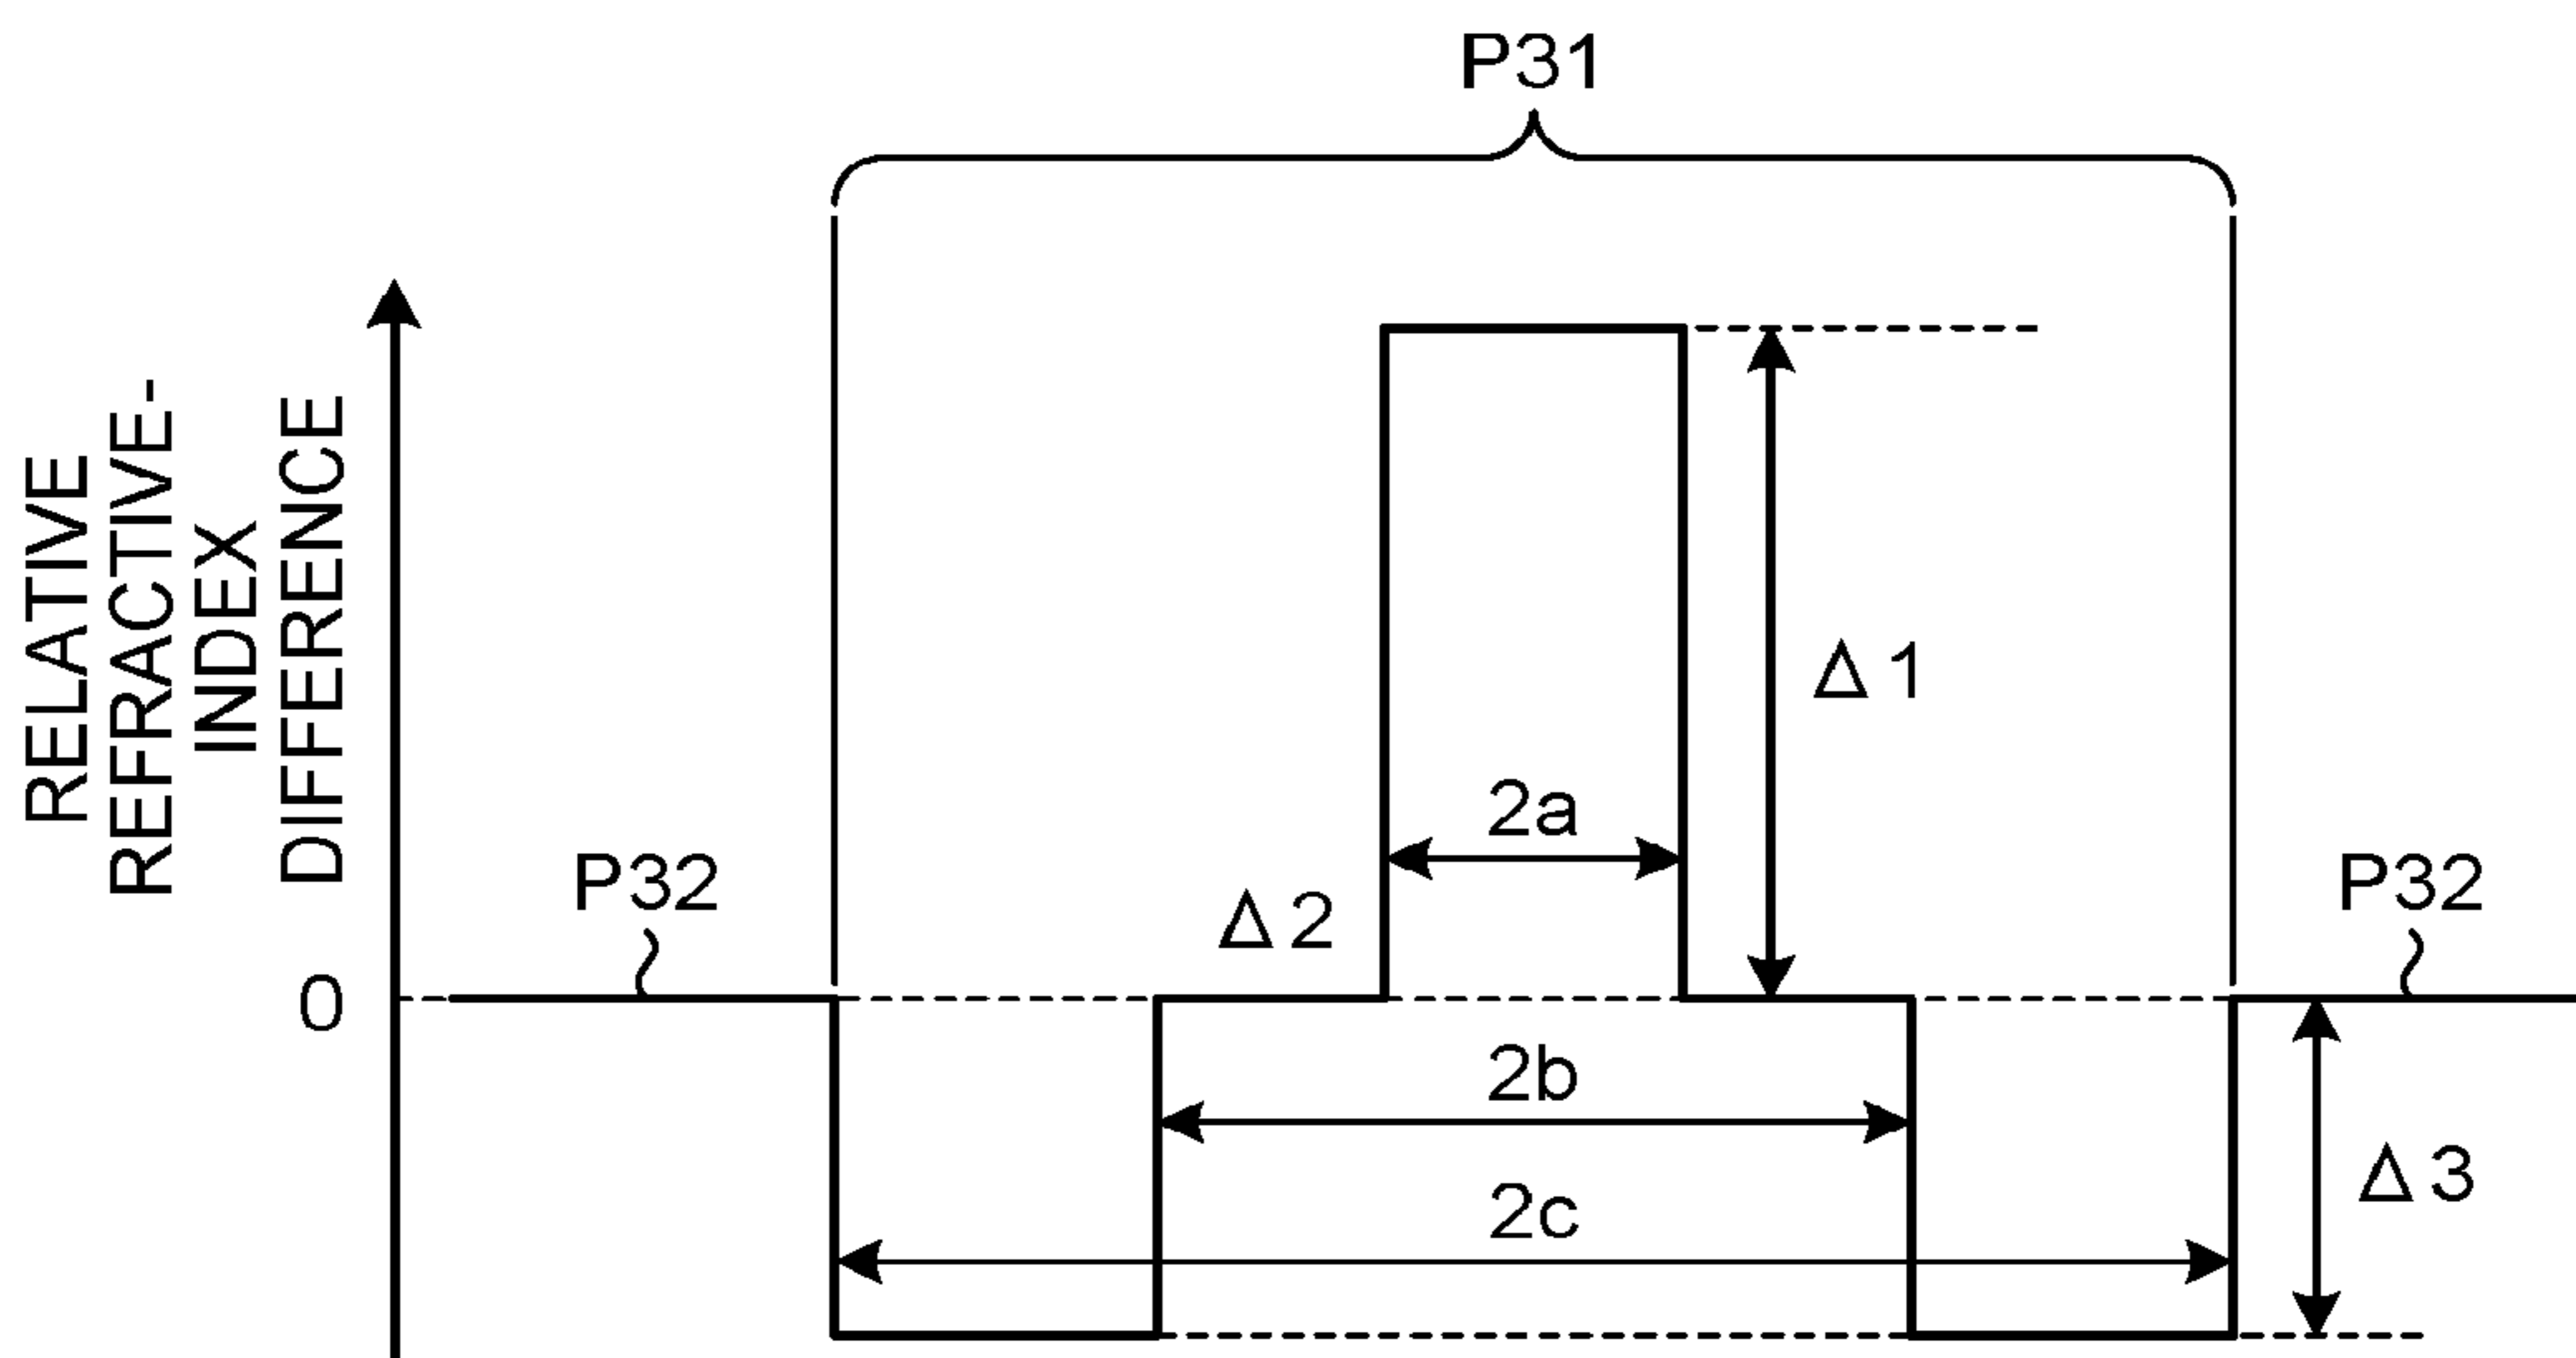 P31
RELATIVE
REFRACTIVE-
INDEX
DIFFERENCE
Δ1
2a
P32
Δ2
P32
0
2b
Δ3
2c